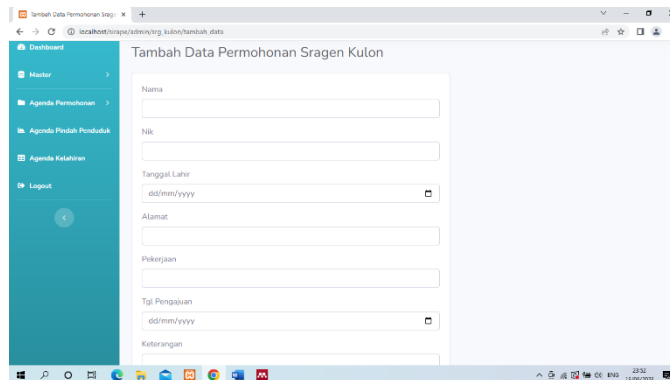 Tambah Data Permohonan Srage
localhost/sirape/admin/srg_kulon/tambah_data
Dashboard
Master
Agenda Permohonan
Agenda Pindah Penduduk
Agenda Kelahiran
Logout
Tambah Data Permohonan Sragen Kulon
Nama
Nik
Tanggal Lahir
dd/mm/yyyy
Alamat
Pekerjaan
Tgl Pengajuan
dd/mm/yyyy
Keterangan
ENG
23:52